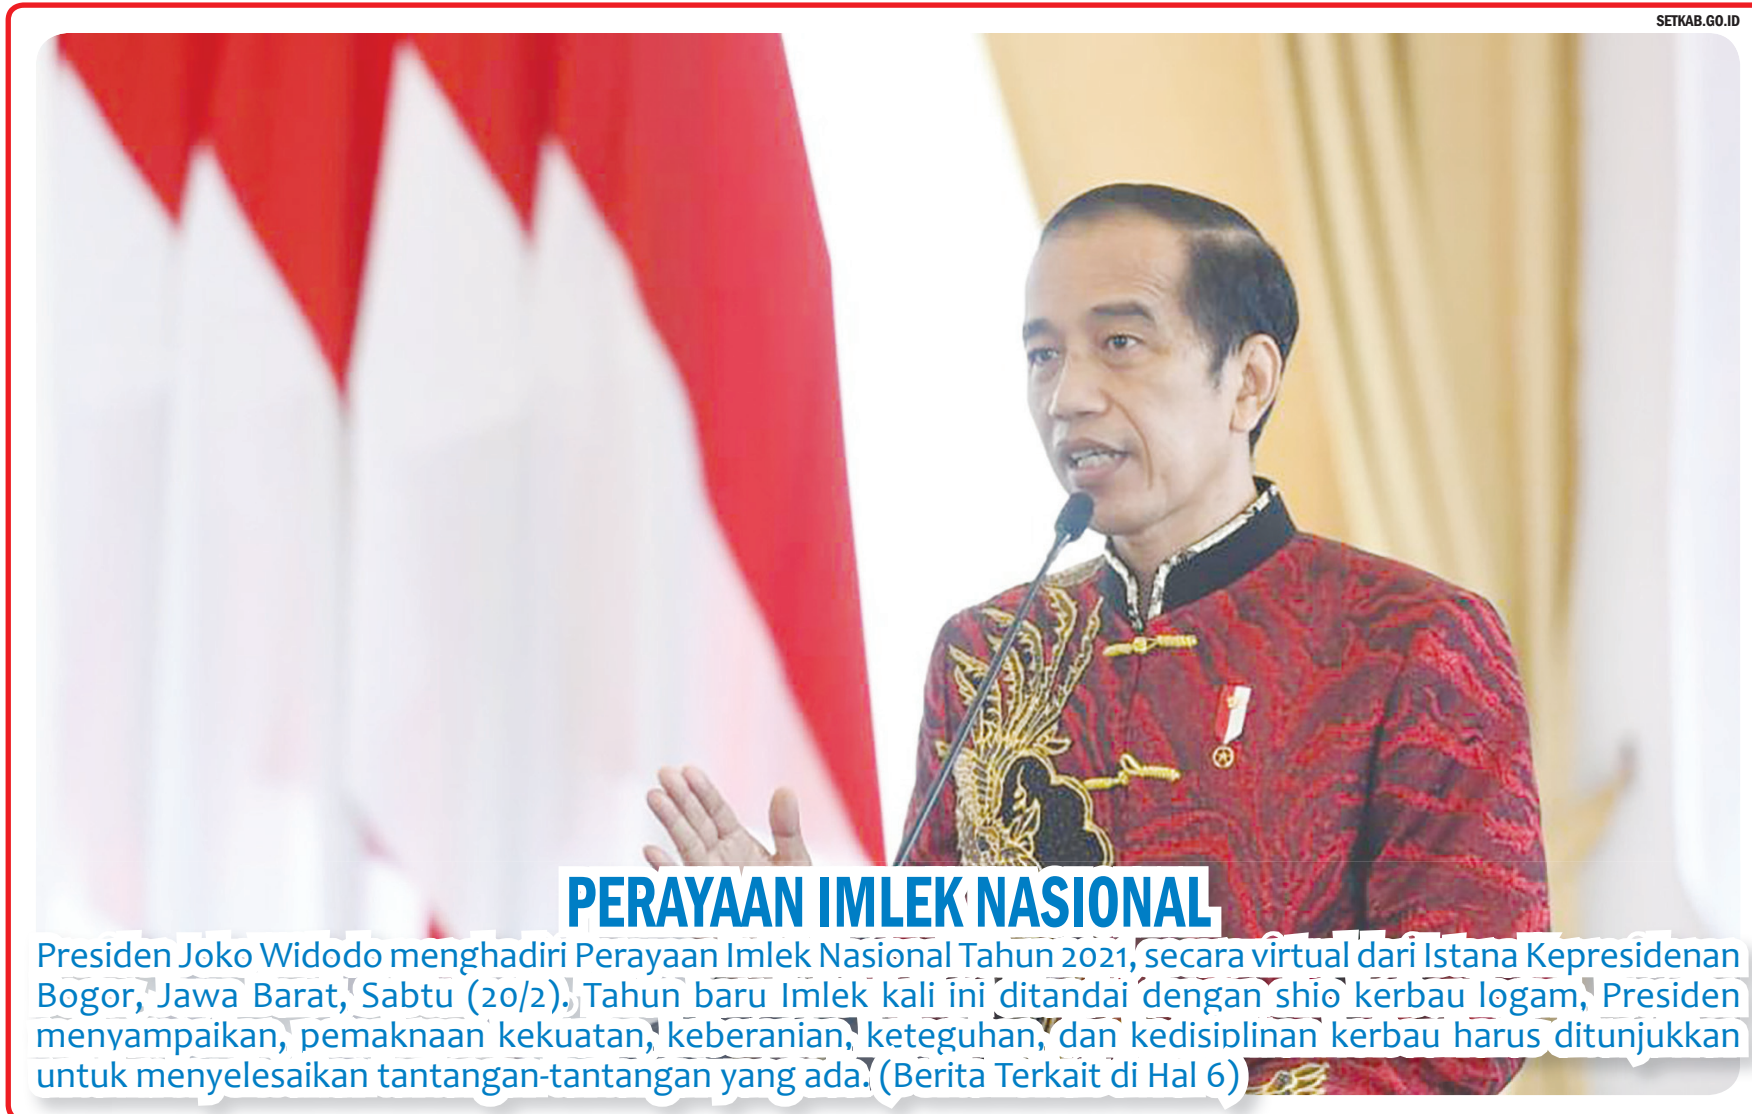 SETKAB.GO.ID
PERAYAAN IMLEK NASIONAL
Presiden Joko Widodo menghadiri Perayaan Imlek Nasional Tahun 2021, secara virtual dari Istana Kepresidenan
Bogor, Jawa Barat, Sabtu (20/2). Tahun baru Imlek kali ini ditandai dengan shio kerbau logam, Presiden
menyampaikan, pemaknaan kekuatan, keberanian, keteguhan, dan kedisiplinan kerbau harus ditunjukkan
untuk menyelesaikan tantangan-tantangan yang ada. (Berita Terkait di Hal 6)